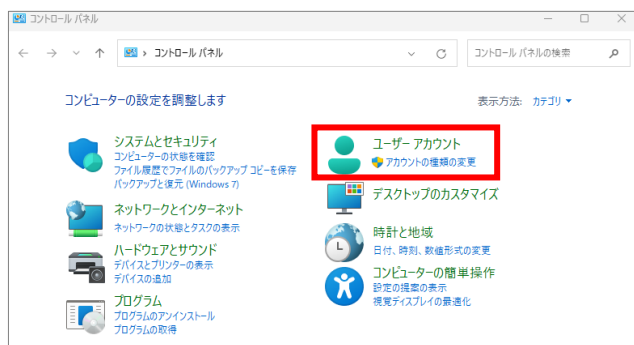 コントロール パネル
コントロール パネル
コントロール パネルの検索
コンピューターの設定を調整します
表示方法: カテゴリ
システムとセキュリティ
コンピューターの状態を確認
ファイル履歴でファイルのバックアップ コピーを保存
バックアップと復元 (Windows 7)
ネットワークとインターネット
ネットワークの状態とタスクの表示
ハードウェアとサウンド
デバイスとプリンターの表示
デバイスの追加
プログラム
プログラムのアンインストール
プログラムの取得
ユーザー アカウント
アカウントの種類の変更
デスクトップのカスタマイズ
時計と地域
日付、時刻、数値形式の変更
コンピューターの簡単操作
設定の提案の表示
視覚ディスプレイの最適化